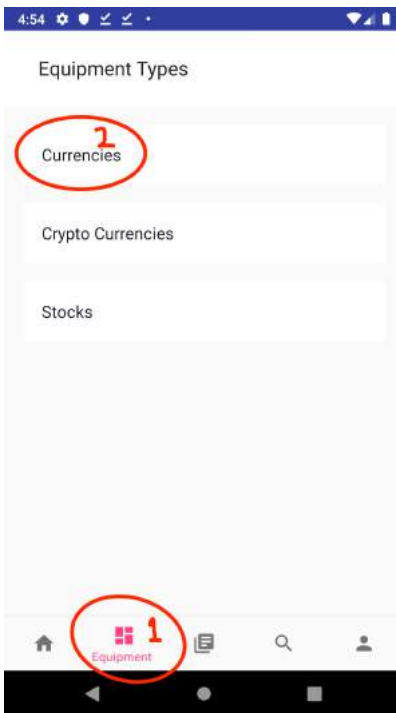 4:54
Equipment Types
2
Currencies
Crypto Currencies
Stocks
1
Equipment